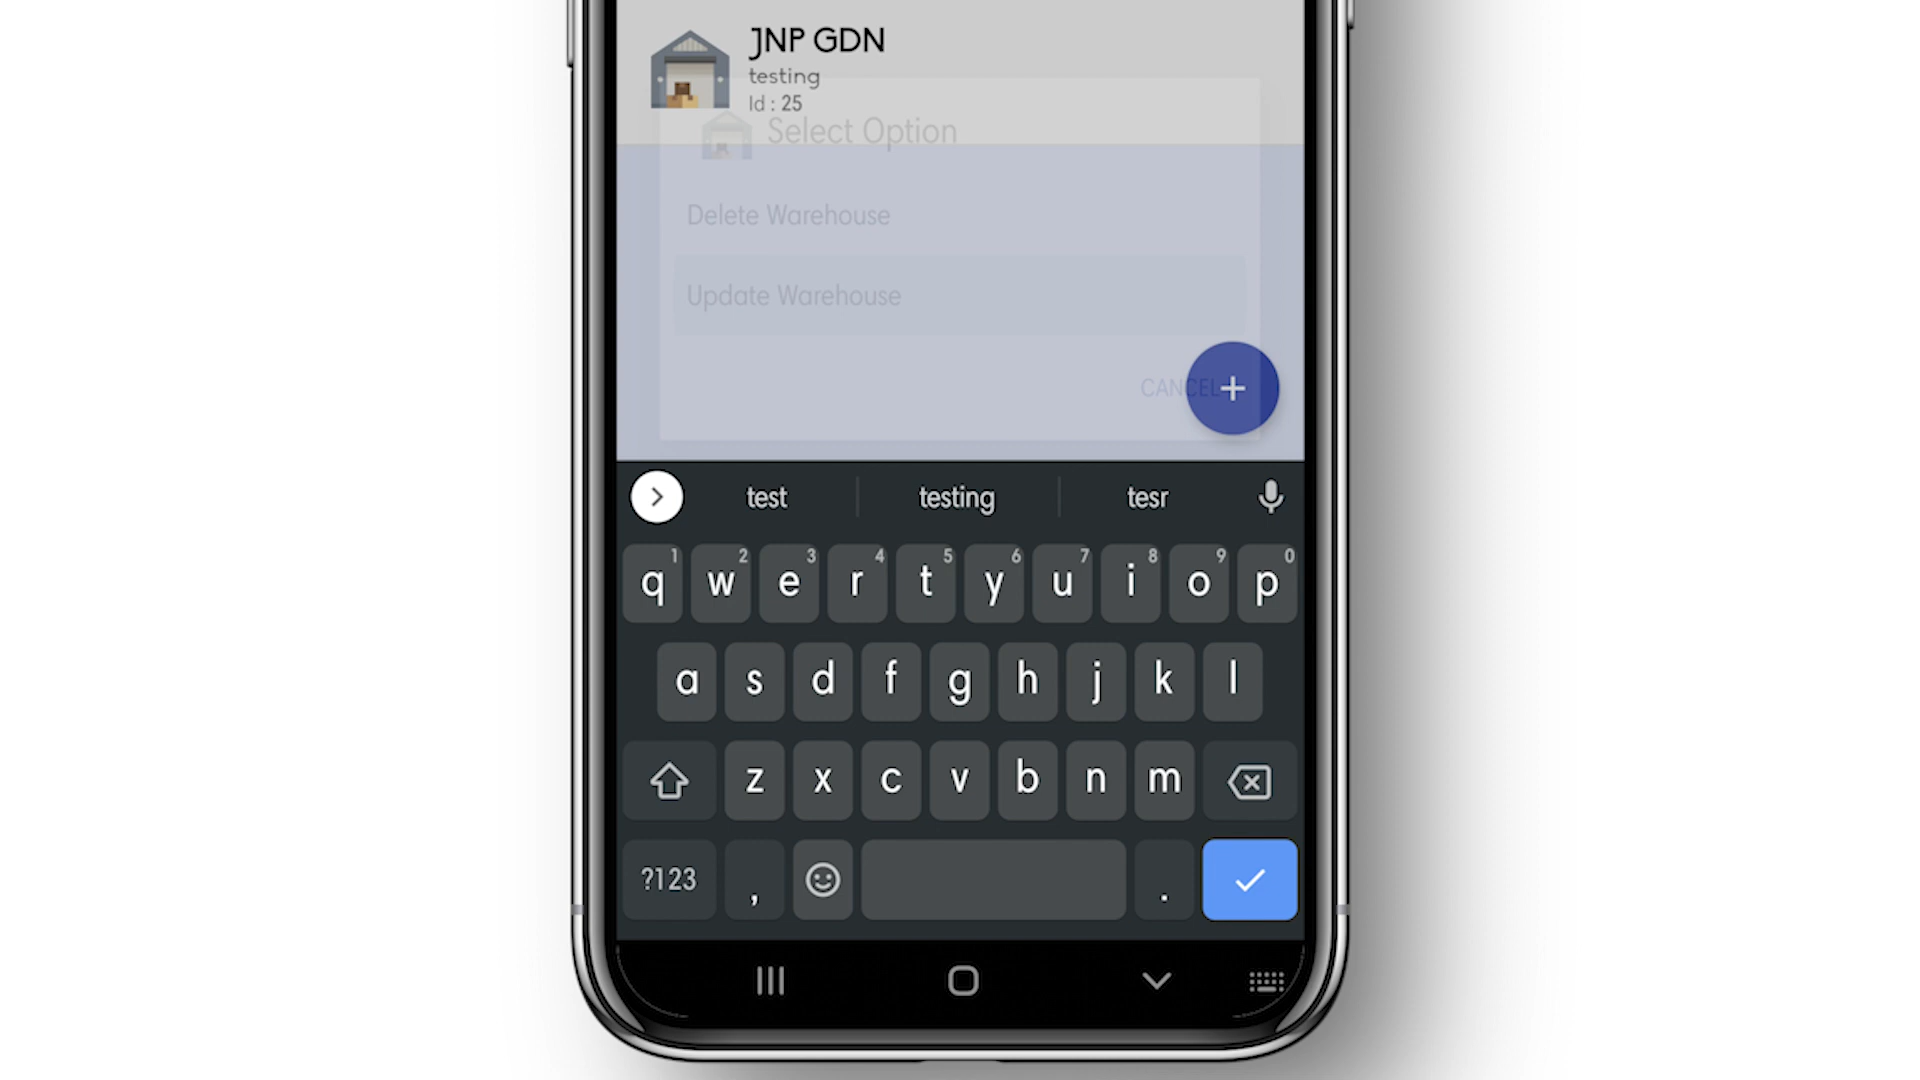 JNP GDN
testing
Id : 25
Select Option
Delete Warehouse
Update Warehouse
CANCEL
test testing tesr
1 2 3 4 5 6 7 8 9 0
q w e r t y u i o p
a s d f g h j k l
z x c v b n m
?123 , .